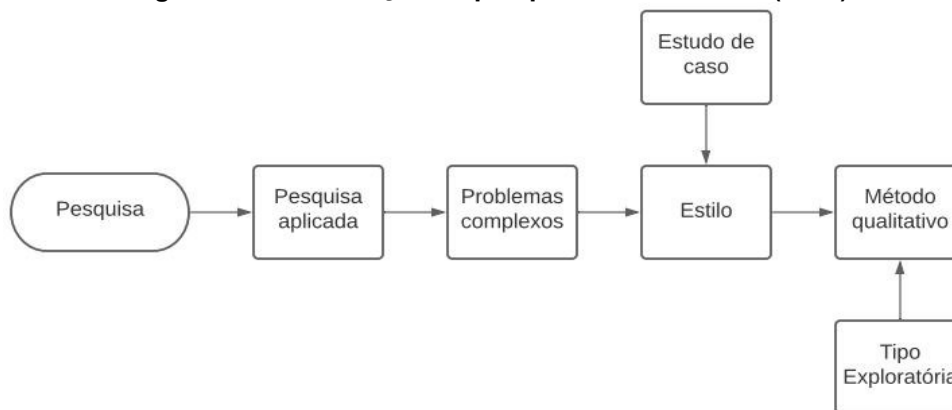 Estudo de
caso
Pesquisa
Pesquisa
aplicada
Problemas
complexos
Estilo
Método
qualitativo
Tipo
Exploratória